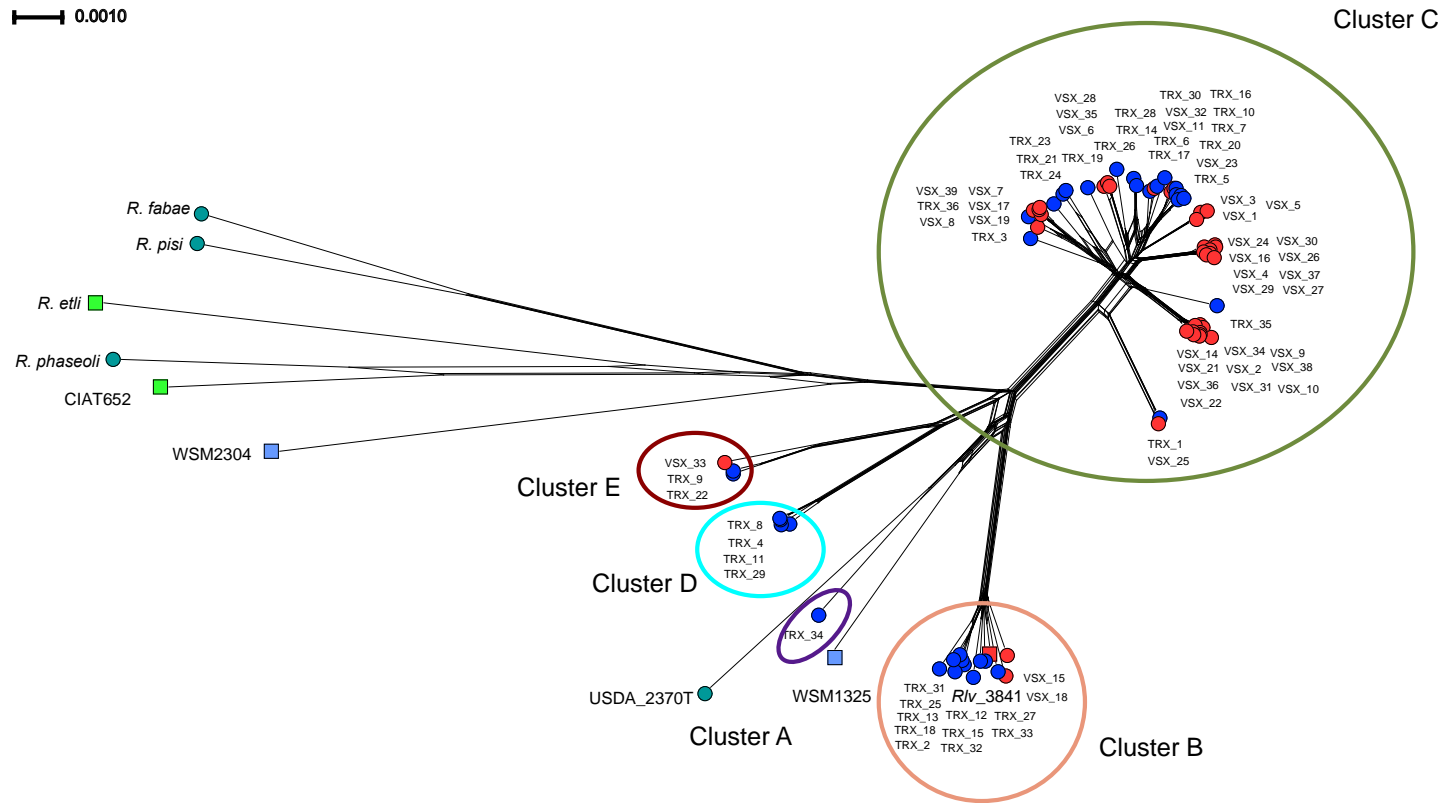 0.0010
Cluster C
VSX_28
TRX_30 TRX_16
VSX_35
TRX_28 VSX_32 TRX_10
VSX_6
TRX_14 VSX_11 TRX_7
TRX_23
TRX_26 TRX_6 TRX_20
TRX_21 TRX_19
TRX_17 VSX_23
TRX_24
TRX_5
VSX_39 VSX_7
TRX_36 VSX_17
VSX_8 VSX_19
TRX_3
VSX_3 VSX_5
VSX_1
VSX_24 VSX_30
VSX_16 VSX_26
VSX_4 VSX_37
VSX_29 VSX_27
TRX_35
VSX_14 VSX_34 VSX_9
VSX_21 VSX_2 VSX_38
VSX_36 VSX_31 VSX_10
VSX_22
TRX_1
VSX_25
R. fabae
R. pisi
R. etli
R. phaseoli
CIAT652
WSM2304
Cluster E
VSX_33
TRX_9
TRX_22
Cluster D
TRX_8
TRX_4
TRX_11
TRX_29
TRX_34
USDA_2370T
WSM1325
Cluster A
VSX_15
TRX_31 Rlv_3841 VSX_18
TRX_25
TRX_13 TRX_12 TRX_27
TRX_18 TRX_15 TRX_33
TRX_2 TRX_32
Cluster B